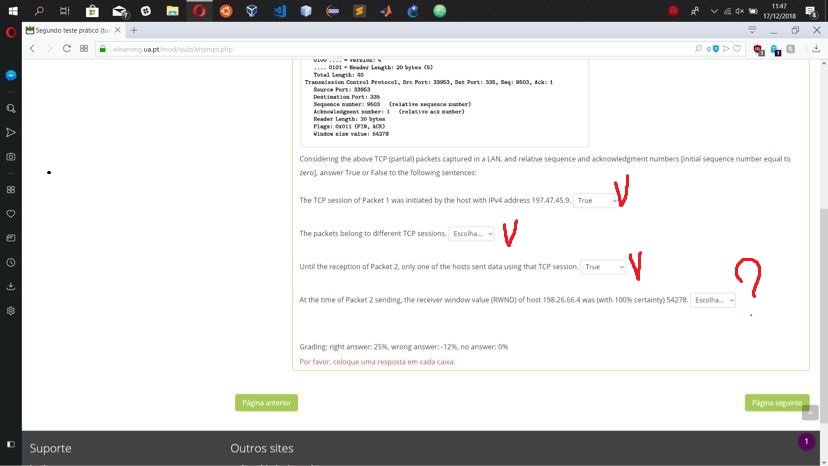 11:47
17/12/2018
Segundo teste prático (tur
elearning.ua.pt/mod/quiz/attempt.php
0100 .... = Version: 4
.... 0101 = Header Length: 20 bytes (5)
Total Length: 40
Transmission Control Protocol, Src Port: 33953, Dst Port: 335, Seq: 9503, Ack: 1
Source Port: 33953
Destination Port: 335
Sequence number: 9503 (relative sequence number)
Acknowledgment number: 1 (relative ack number)
Header Length: 20 bytes
Flags: 0x011 (FIN, ACK)
Window size value: 54278
Considering the above TCP (partial) packets captured in a LAN, and relative sequence and acknowledgment numbers [initial sequence number equal to
zero], answer True or False to the following sentences:
The TCP session of Packet 1 was initiated by the host with IPv4 address 197.47.45.9. True V
The packets belong to different TCP sessions. Escolha... V
Until the reception of Packet 2, only one of the hosts sent data using that TCP session. True V
At the time of Packet 2 sending, the receiver window value (RWND) of host 198.26.66.4 was (with 100% certainty) 54278. Escolha... ?
Grading: right answer: 25%, wrong answer: -12%, no answer: 0%
Por favor, coloque uma resposta em cada caixa.
Página anterior
Página seguinte
1
Suporte
Outros sites